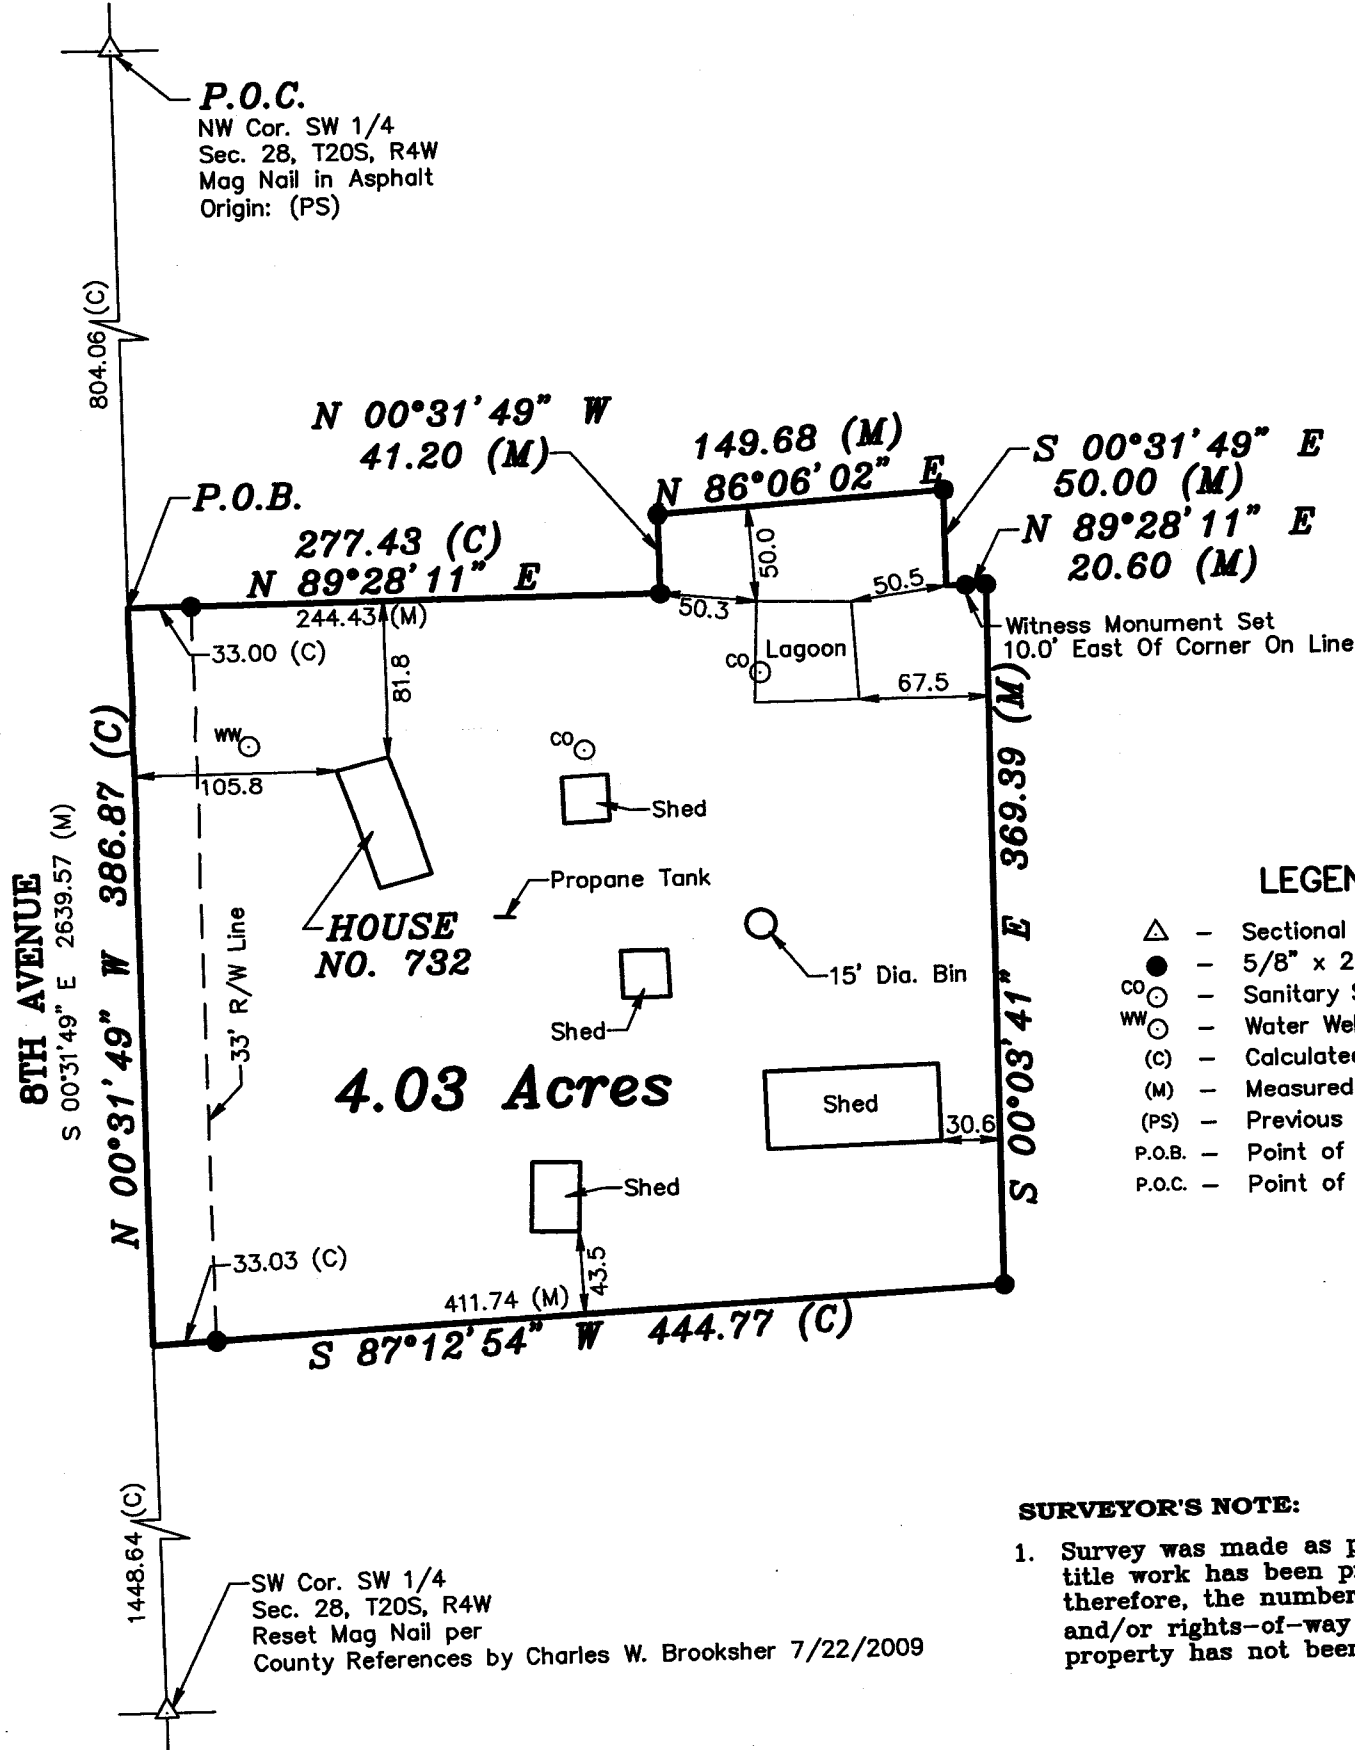 P.O.C.
NW Cor. SW 1/4
Sec. 28, T20S, R4W
Mag Nail in Asphalt
Origin: (PS)
804.06 (C)
N 00°31'49" W
41.20 (M)
149.68 (M)
N 86°06'02" E
S 00°31'49" E
50.00 (M)
N 89°28'11" E
20.60 (M)
P.O.B.
277.43 (C)
N 89°28'11" E
244.43 (M)
33.00 (C)
50.0
50.3
50.5
Witness Monument Set
10.0' East Of Corner On Line
Lagoon
CO
67.5
81.8
WW
105.8
CO
Shed
Propane Tank
HOUSE
NO. 732
15' Dia. Bin
Shed
4.03 Acres
Shed
30.6
Shed
43.5
33' R/W Line
33.03 (C)
411.74 (M)
S 87°12'54" W 444.77 (C)
S 00°03'41" E 369.39 (M)
N 00°31'49" W 386.87 (C)
8TH AVENUE
S 00°31'49" E 2639.57 (M)
LEGEN
– Sectional
– 5/8" x 2
CO – Sanitary S
WW – Water Wel
(C) – Calculated
(M) – Measured
(PS) – Previous
P.O.B. – Point of
P.O.C. – Point of
1448.64 (C)
SW Cor. SW 1/4
Sec. 28, T20S, R4W
Reset Mag Nail per
County References by Charles W. Brooksher 7/22/2009
SURVEYOR'S NOTE:
1. Survey was made as p
title work has been pr
therefore, the number
and/or rights-of-way
property has not been